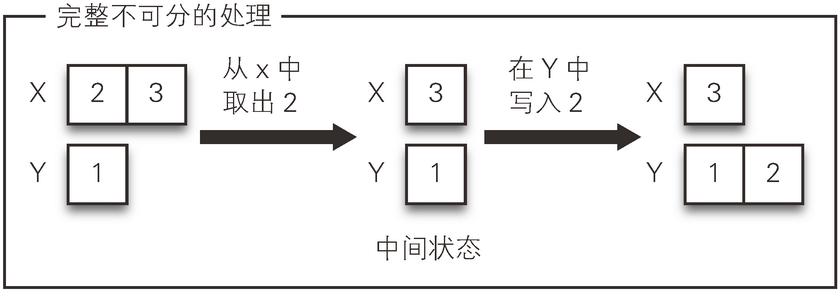 完整不可分的处理
X 2 3
从 x 中
取出 2
X 3
在 Y 中
写入 2
X 3
Y 1
Y 1
Y 1 2
中间状态